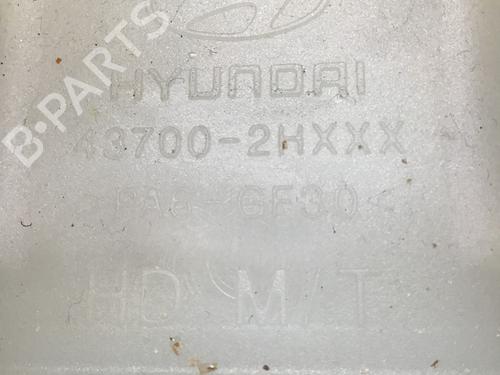 B-PARTS
HYUNDAI
43700-2HXXX
>PA6-GF30<
HD M/T